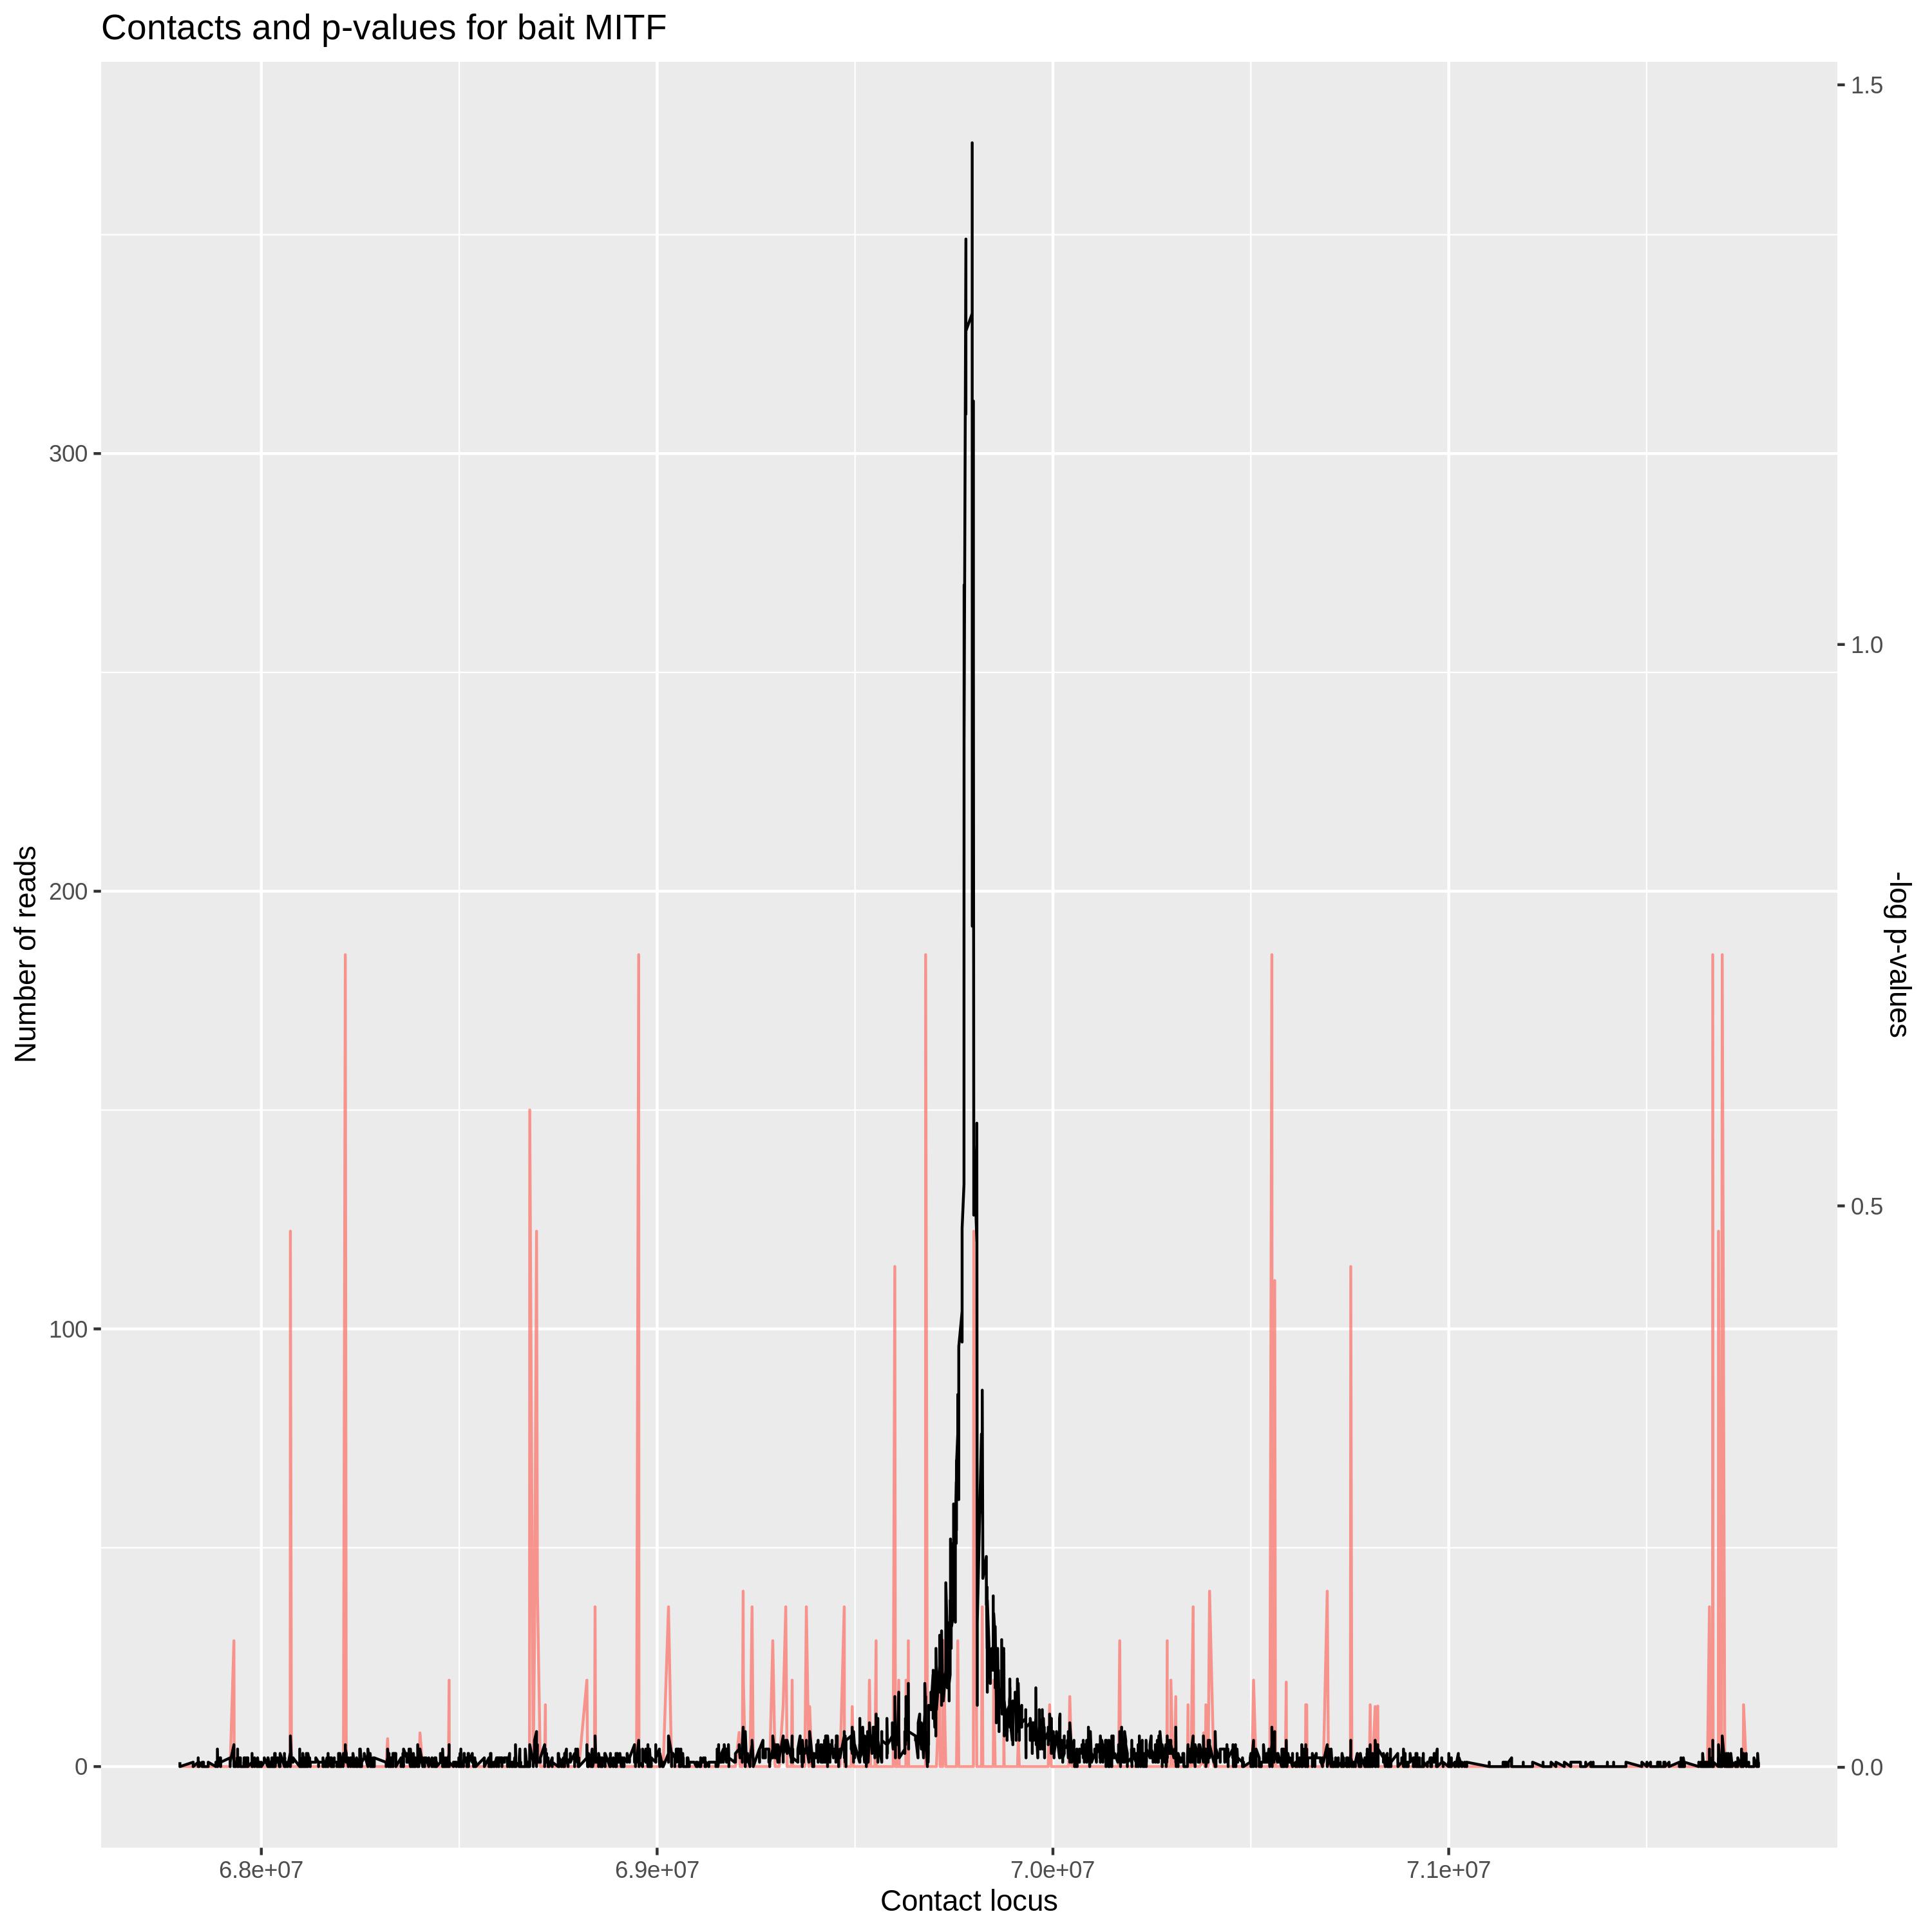 Contacts and p-values for bait MITF
Number of reads
300
200
100
0
1.5
1.0
0.5
0.0
-log p-values
6.8e+07
6.9e+07
7.0e+07
7.1e+07
Contact locus